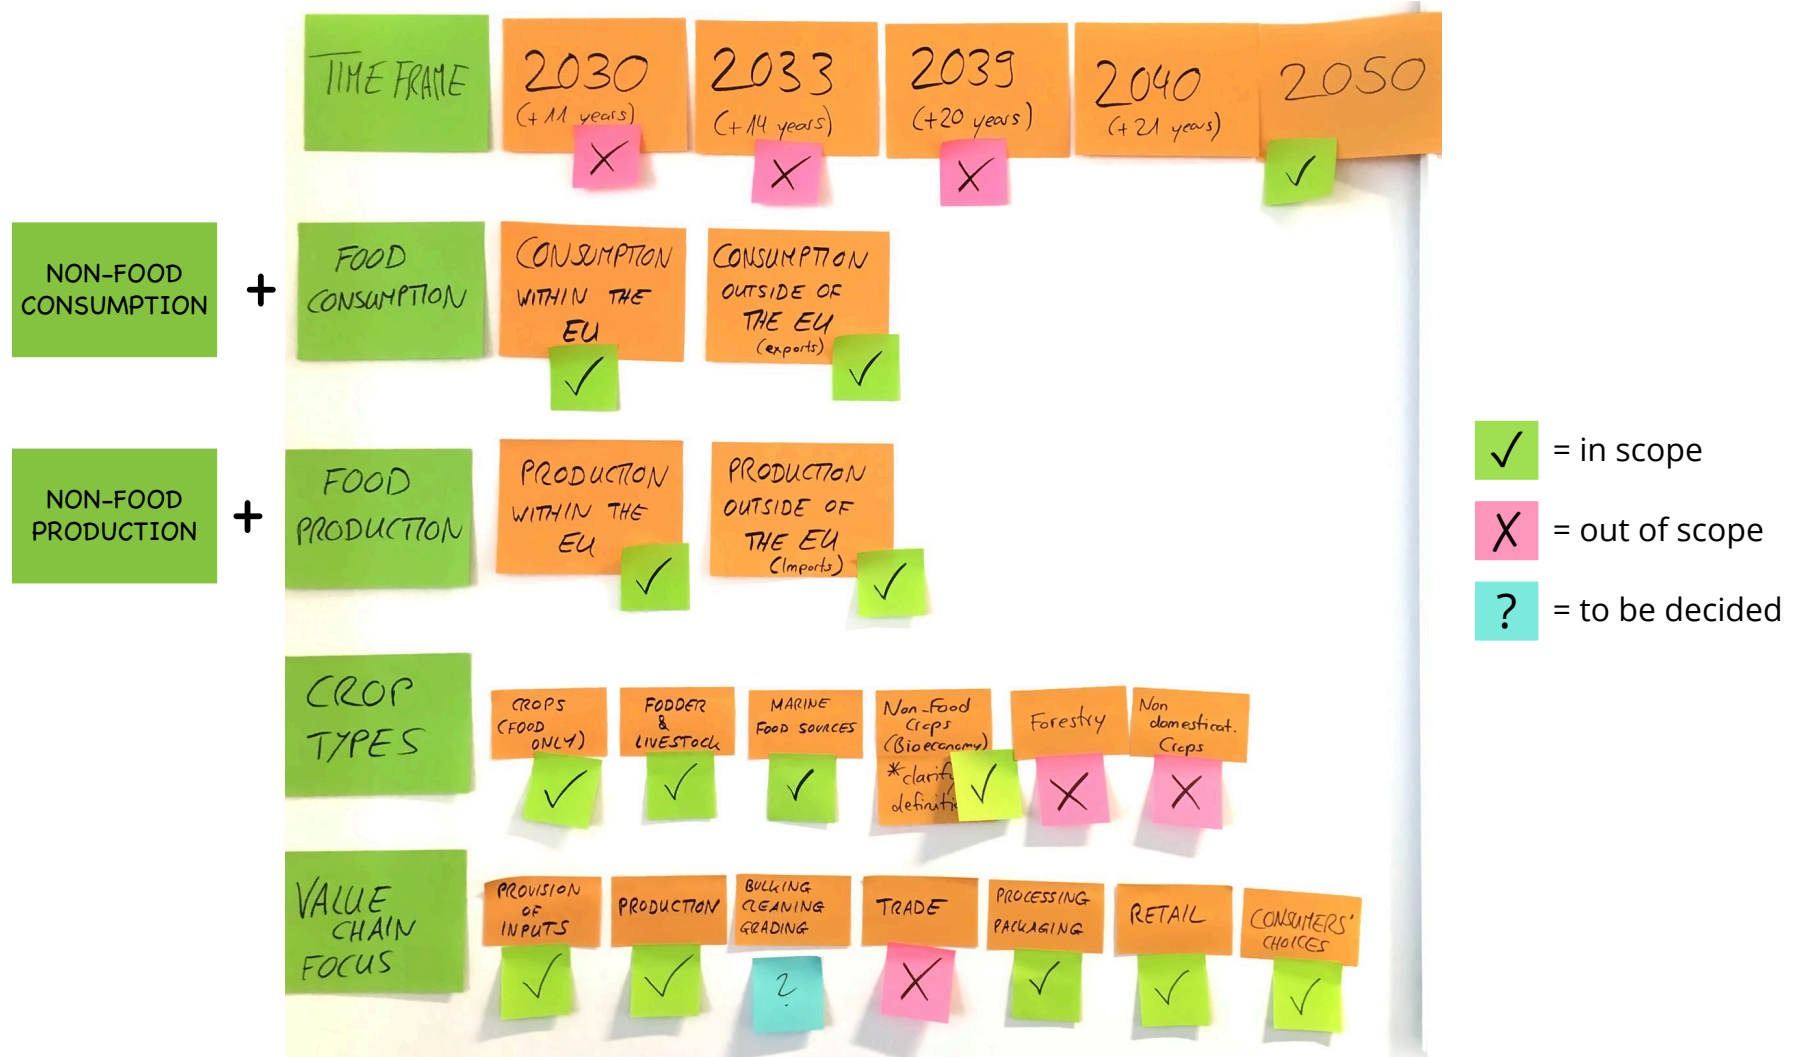 TIME FRAME
2030
(+11 years)
X
2033
(+14 years)
X
2039
(+20 years)
X
2040
(+21 years)
2050
✓
NON-FOOD
CONSUMPTION
+
FOOD
CONSUMPTION
CONSUMPTION
WITHIN THE
EU
✓
CONSUMPTION
OUTSIDE OF
THE EU
(exports)
✓
NON-FOOD
PRODUCTION
+
FOOD
PRODUCTION
PRODUCTION
WITHIN THE
EU
✓
PRODUCTION
OUTSIDE OF
THE EU
(Imports)
✓
✓ = in scope
X = out of scope
? = to be decided
CROP
TYPES
CROPS
(FOOD
ONLY)
✓
FODDER
&
LIVESTOCK
✓
MARINE
FOOD SOURCES
✓
Non-Food
Crops
(Bioeconomy)
*clarify
definiti
✓
Forestry
X
Non
domesticat.
Crops
X
VALUE
CHAIN
FOCUS
PROVISION
OF
INPUTS
✓
PRODUCTION
✓
BULKING
CLEANING
GRADING
?
TRADE
X
PROCESSING
PACKAGING
✓
RETAIL
✓
CONSUMERS'
CHOICES
✓